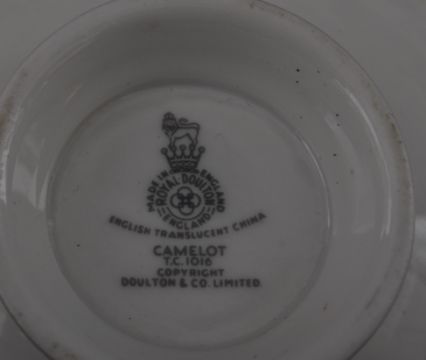 MADE IN ENGLAND
ROYAL DOULTON
ENGLAND
ENGLISH TRANSLUCENT CHINA
CAMELOT
T.C. 1016
COPYRIGHT
DOULTON & CO. LIMITED.